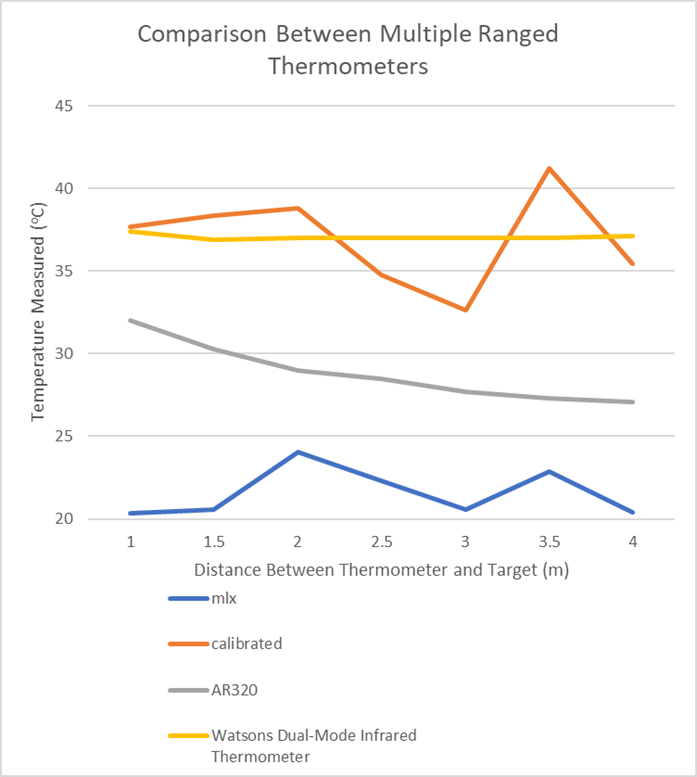 Comparison Between Multiple Ranged
Thermometers
Temperature Measured (°C)
45
40
35
30
25
20
1 1.5 2 2.5 3 3.5 4
Distance Between Thermometer and Target (m)
mlx
calibrated
AR320
Watsons Dual-Mode Infrared
Thermometer